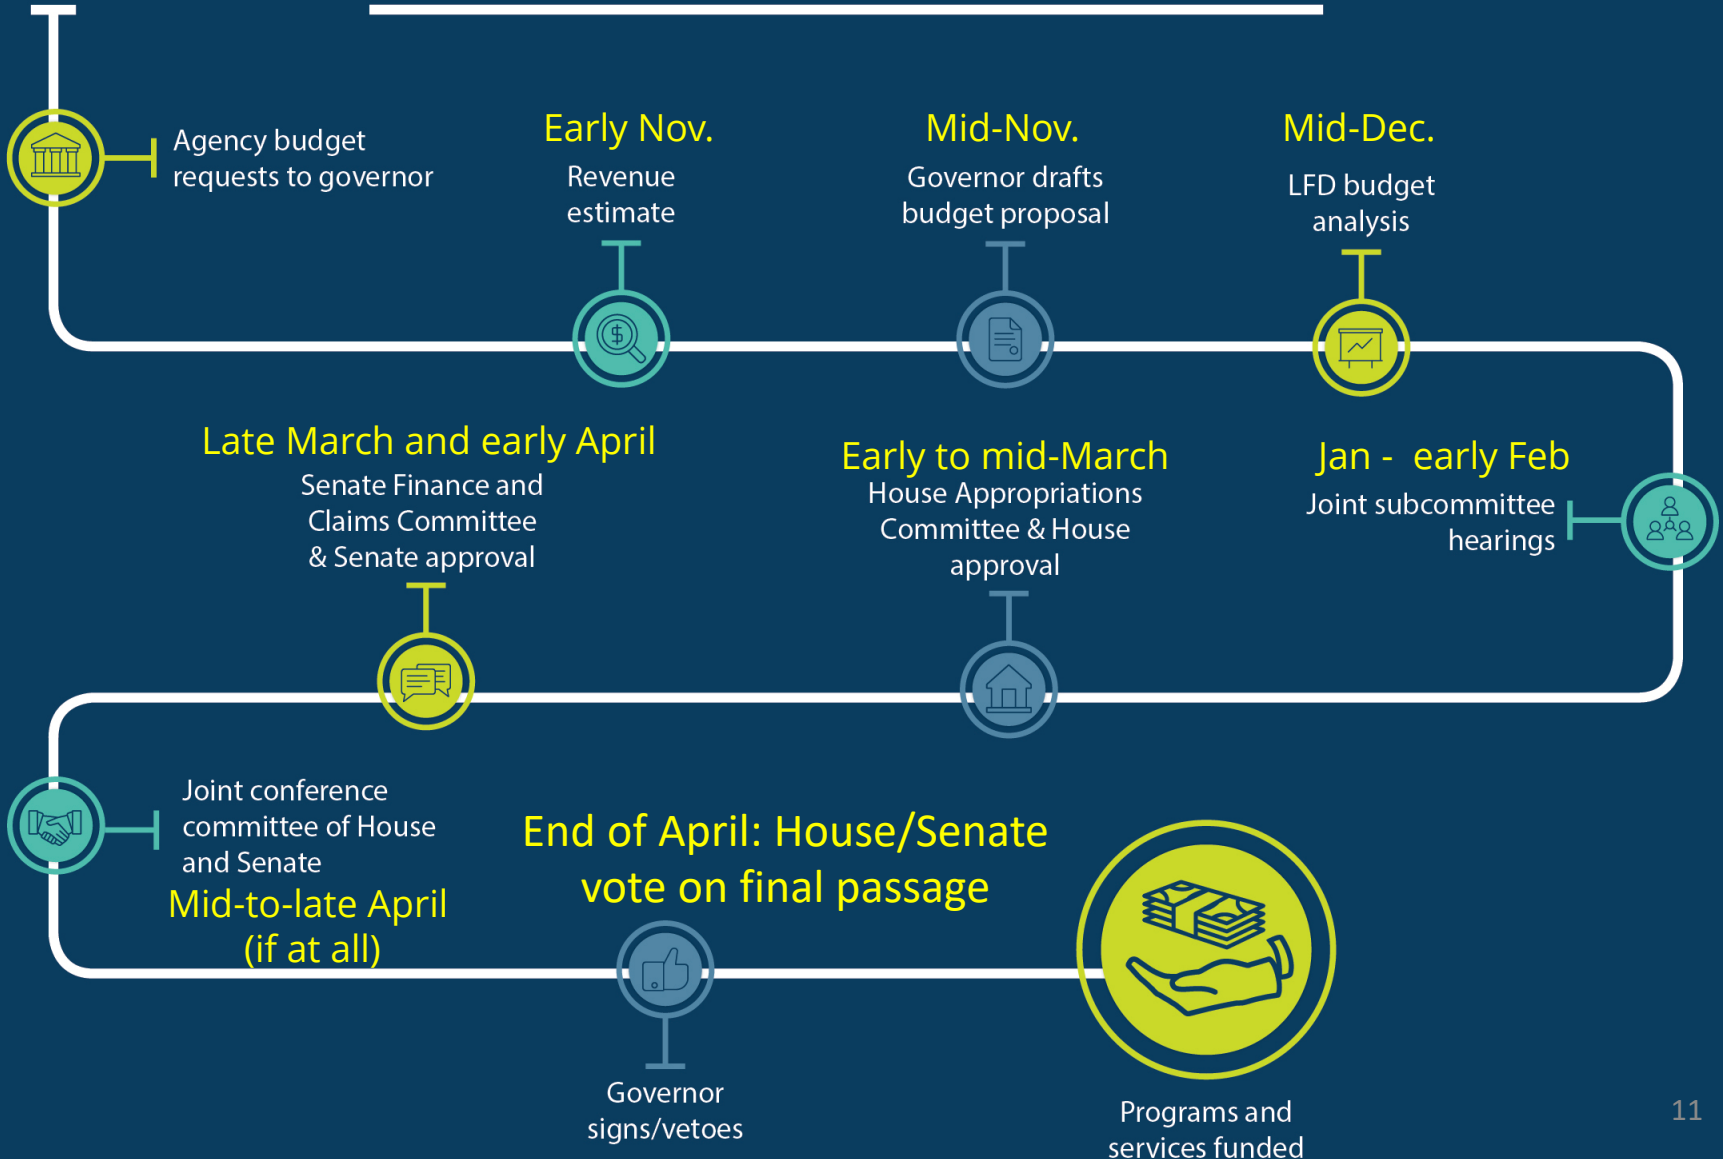 Agency budget
requests to governor
Early Nov.
Revenue
estimate
Mid-Nov.
Governor drafts
budget proposal
Mid-Dec.
LFD budget
analysis
Jan -  early Feb
Joint subcommittee
hearings
Early to mid-March
House Appropriations
Committee & House
approval
Late March and early April
Senate Finance and
Claims Committee
& Senate approval
Joint conference
committee of House
and Senate
Mid-to-late April
(if at all)
End of April: House/Senate
vote on final passage
Governor
signs/vetoes
Programs and
services funded
11